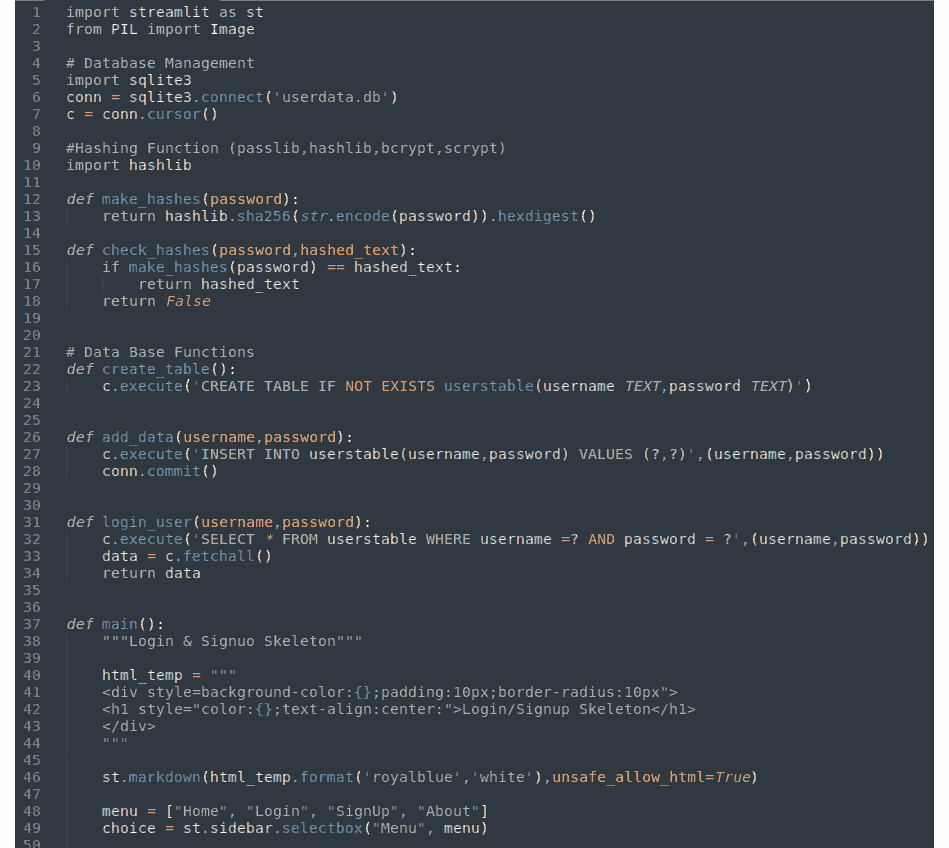 1 import streamlit as st
2 from PIL import Image
3
4 # Database Management
5 import sqlite3
6 conn = sqlite3.connect('userdata.db')
7 c = conn.cursor()
8
9 #Hashing Function (passlib,hashlib,bcrypt,scrypt)
10 import hashlib
11
12 def make_hashes(password):
13     return hashlib.sha256(str.encode(password)).hexdigest()
14
15 def check_hashes(password,hashed_text):
16     if make_hashes(password) == hashed_text:
17         return hashed_text
18     return False
19
20
21 # Data Base Functions
22 def create_table():
23     c.execute('CREATE TABLE IF NOT EXISTS userstable(username TEXT,password TEXT)')
24
25
26 def add_data(username,password):
27     c.execute('INSERT INTO userstable(username,password) VALUES (?,?)',(username,password))
28     conn.commit()
29
30
31 def login_user(username,password):
32     c.execute('SELECT * FROM userstable WHERE username =? AND password = ?',(username,password))
33     data = c.fetchall()
34     return data
35
36
37 def main():
38     """Login & Signuo Skeleton"""
39
40     html_temp = """
41     <div style=background-color:{};padding:10px;border-radius:10px">
42     <h1 style="color:{};text-align:center:">Login/Signup Skeleton</h1>
43     </div>
44     """
45
46     st.markdown(html_temp.format('royalblue','white'),unsafe_allow_html=True)
47
48     menu = ["Home", "Login", "SignUp", "About"]
49     choice = st.sidebar.selectbox("Menu", menu)
50